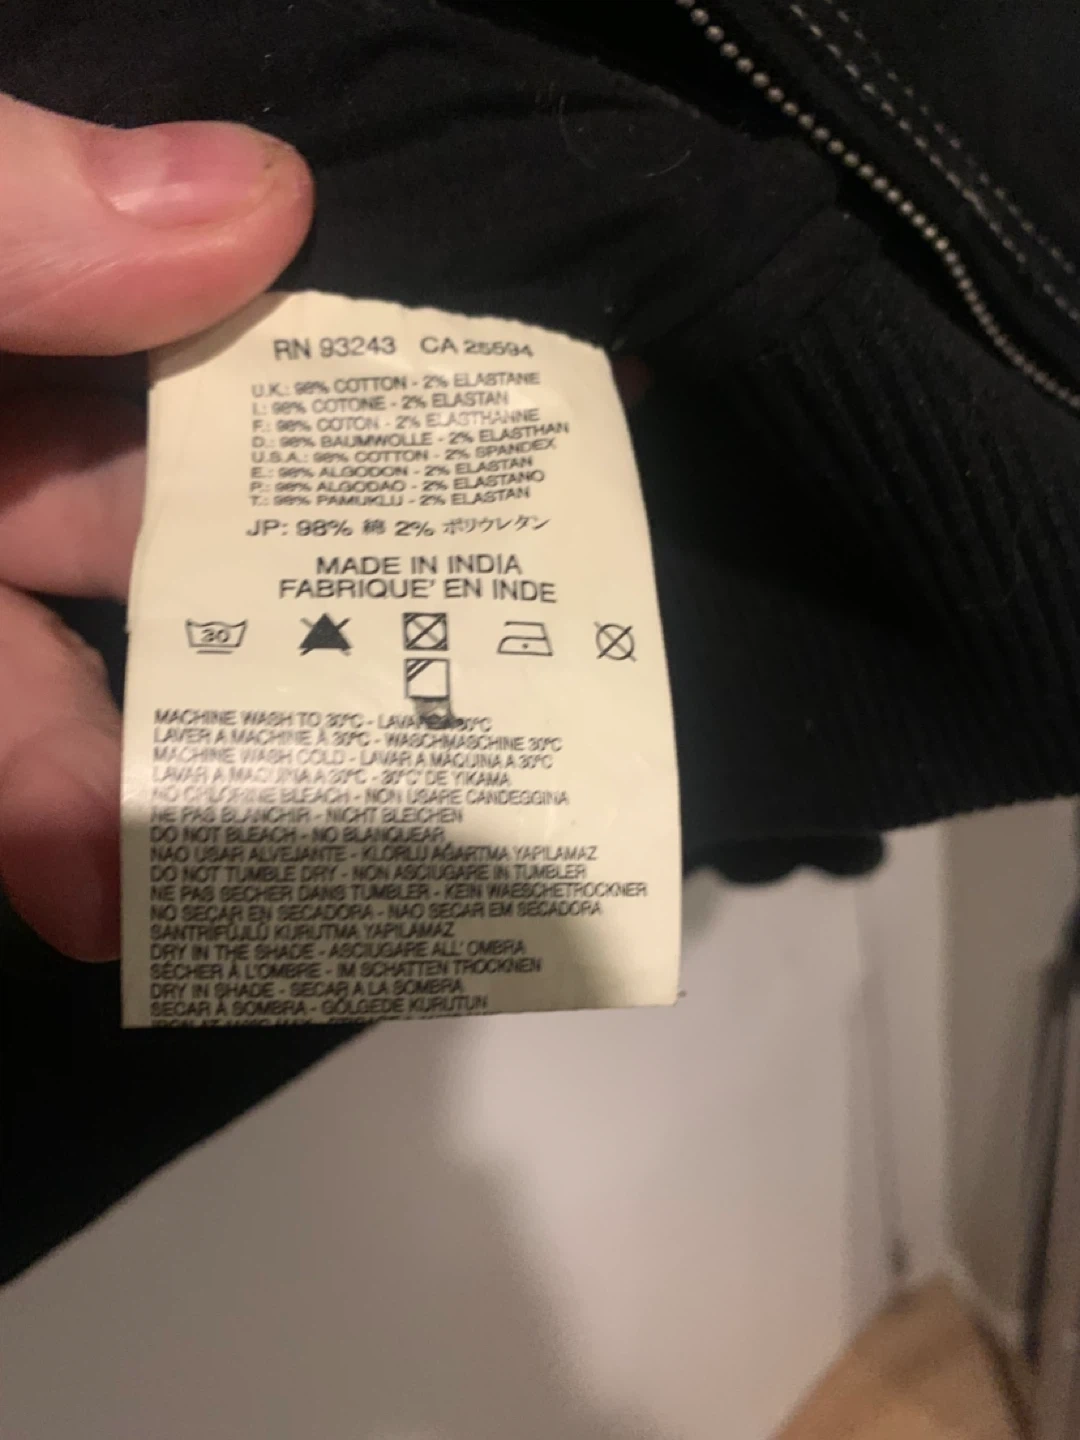 RN 93243 CA 26594
U.K.: 98% COTTON - 2% ELASTANE
I.: 98% COTONE - 2% ELASTAN
F.: 98% COTON - 2% ELASTHANNE
D.: 98% BAUMWOLLE - 2% ELASTHAN
U.S.A.: 98% COTTON - 2% SPANDEX
E.: 98% ALGODON - 2% ELASTAN
P.: 98% ALGODAO - 2% ELASTANO
T.: 98% PAMUKLU - 2% ELASTAN
JP: 98% 綿 2% ポリウレタン
MADE IN INDIA
FABRIQUE' EN INDE
30
MACHINE WASH TO 30°C - LAVARE A 30°C
LAVER A MACHINE À 30°C - WASCHMASCHINE 30°C
MACHINE WASH COLD - LAVAR A MAQUINA A 30°C
LAVAR A MAQUINA A 30°C - 30°C' DE YIKAMA
NO CHLORINE BLEACH - NON USARE CANDEGGINA
NE PAS BLANCHIR - NICHT BLEICHEN
DO NOT BLEACH - NO BLANQUEAR
NAO USAR ALVEJANTE - KLORLU AĞARTMA YAPILAMAZ
DO NOT TUMBLE DRY - NON ASCIUGARE IN TUMBLER
NE PAS SECHER DANS TUMBLER - KEIN WAESCHETROCKNER
NO SECAR EN SECADORA - NAO SECAR EM SECADORA
SANTRİFÜJLÜ KURUTMA YAPILAMAZ
DRY IN THE SHADE - ASCIUGARE ALL' OMBRA
SÉCHER À L'OMBRE - IM SCHATTEN TROCKNEN
DRY IN SHADE - SECAR A LA SOMBRA
SECAR À SOMBRA - GÖLGEDE KURUTUN